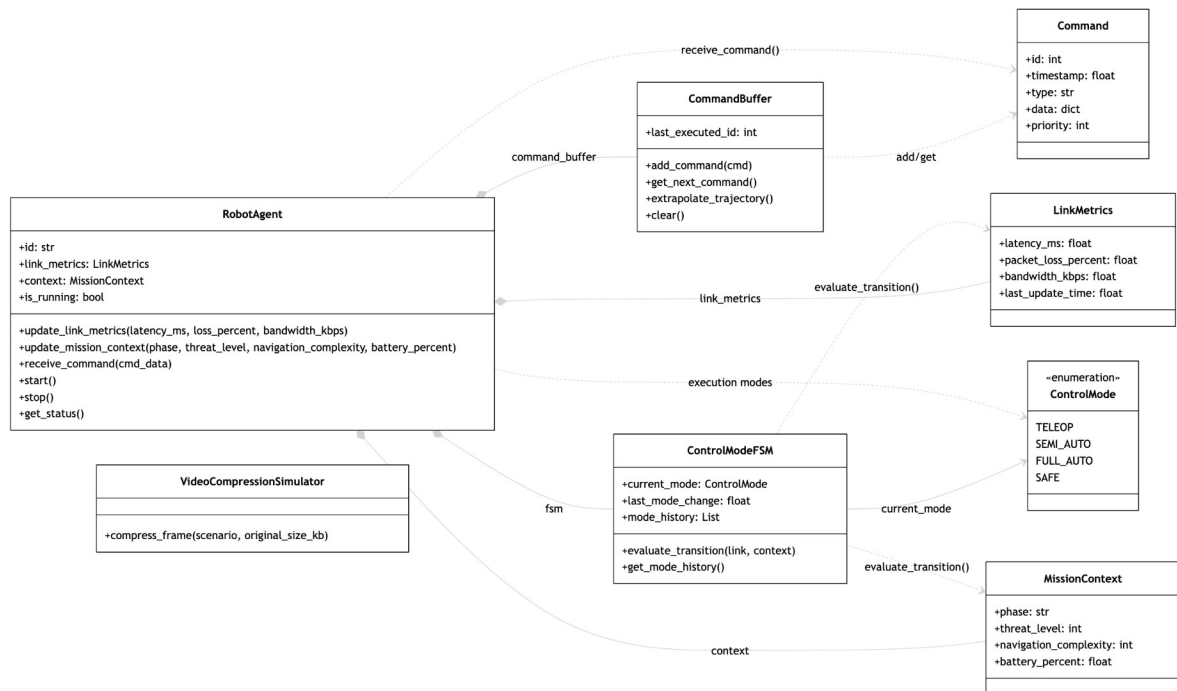 Command
+id: int
+timestamp: float
+type: str
+data: dict
+priority: int
receive_command()
CommandBuffer
+last_executed_id: int
+add_command(cmd)
+get_next_command()
+extrapolate_trajectory()
+clear()
command_buffer
add/get
RobotAgent
+id: str
+link_metrics: LinkMetrics
+context: MissionContext
+is_running: bool
+update_link_metrics(latency_ms, loss_percent, bandwidth_kbps)
+update_mission_context(phase, threat_level, navigation_complexity, battery_percent)
+receive_command(cmd_data)
+start()
+stop()
+get_status()
LinkMetrics
+latency_ms: float
+packet_loss_percent: float
+bandwidth_kbps: float
+last_update_time: float
link_metrics
evaluate_transition()
execution modes
«enumeration»
ControlMode
TELEOP
SEMI_AUTO
FULL_AUTO
SAFE
VideoCompressionSimulator
+compress_frame(scenario, original_size_kb)
fsm
ControlModeFSM
+current_mode: ControlMode
+last_mode_change: float
+mode_history: List
+evaluate_transition(link, context)
+get_mode_history()
current_mode
evaluate_transition()
MissionContext
+phase: str
+threat_level: int
+navigation_complexity: int
+battery_percent: float
context